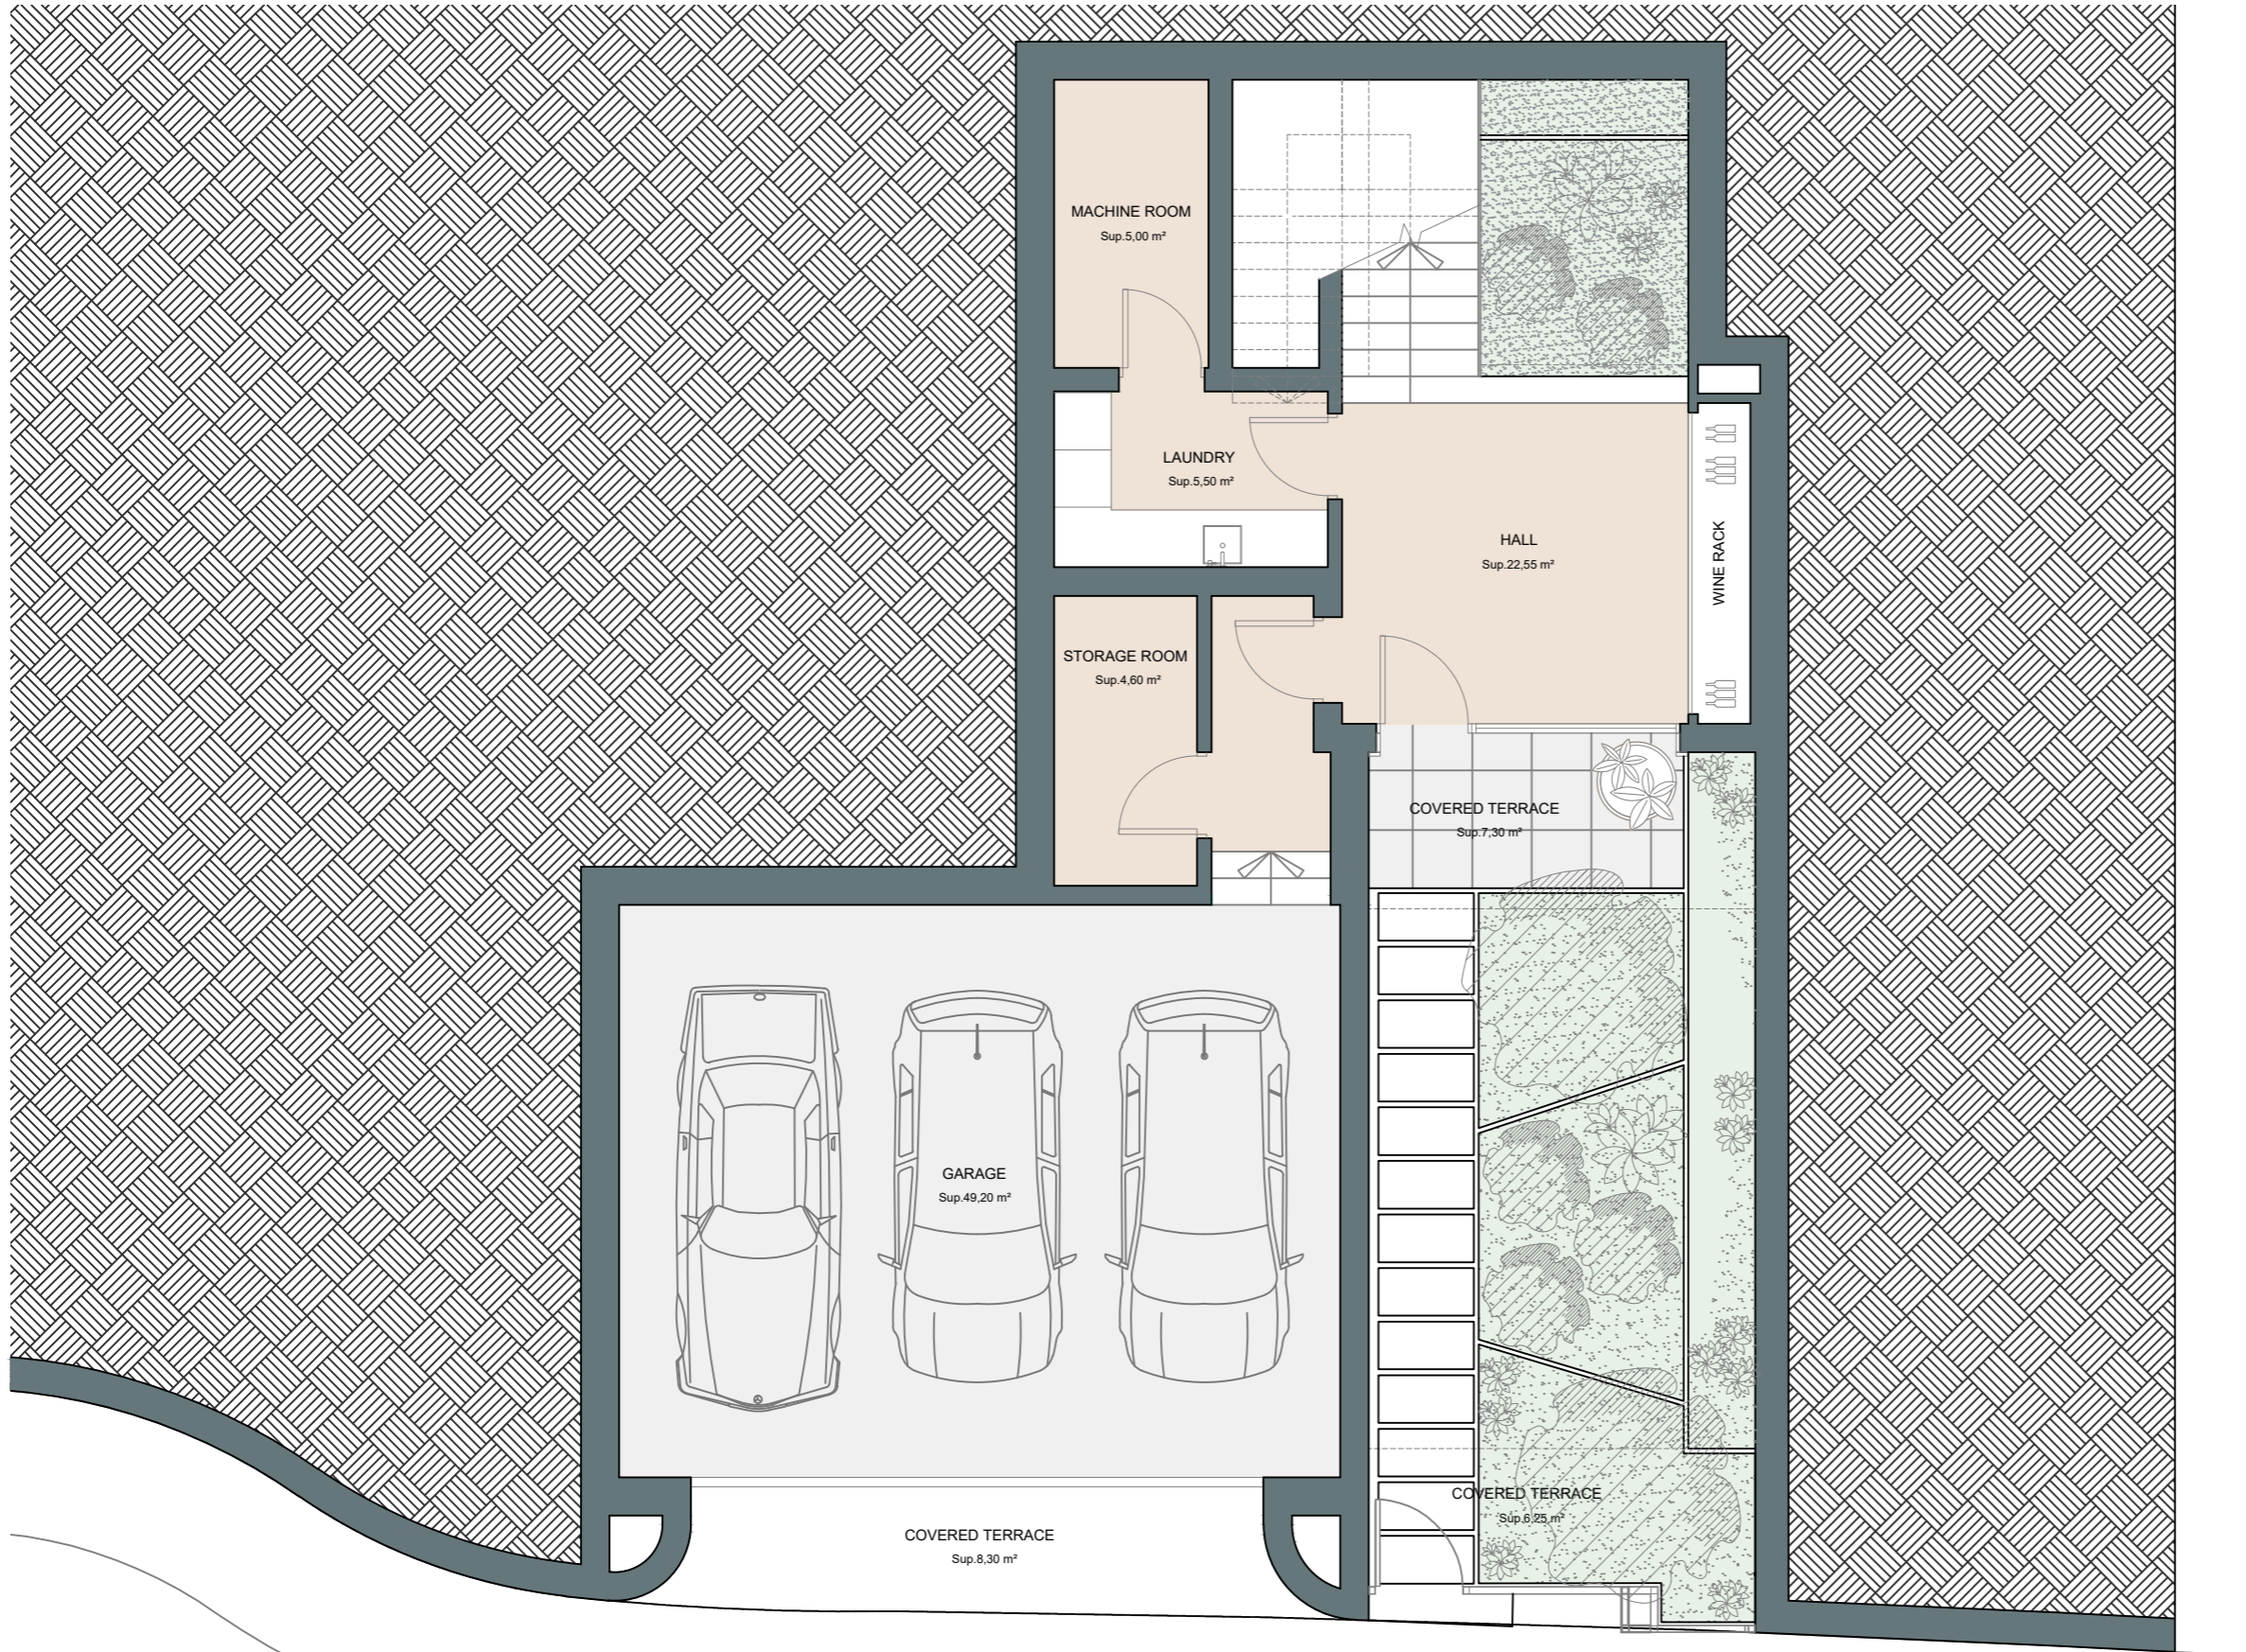 MACHINE ROOM
Sup.5,00 m²
LAUNDRY
Sup.5,50 m²
HALL
Sup.22,55 m²
WINE RACK
STORAGE ROOM
Sup.4,60 m²
COVERED TERRACE
Sup.7,30 m²
GARAGE
Sup.49,20 m²
COVERED TERRACE
Sup.6,25 m²
COVERED TERRACE
Sup.8,30 m²